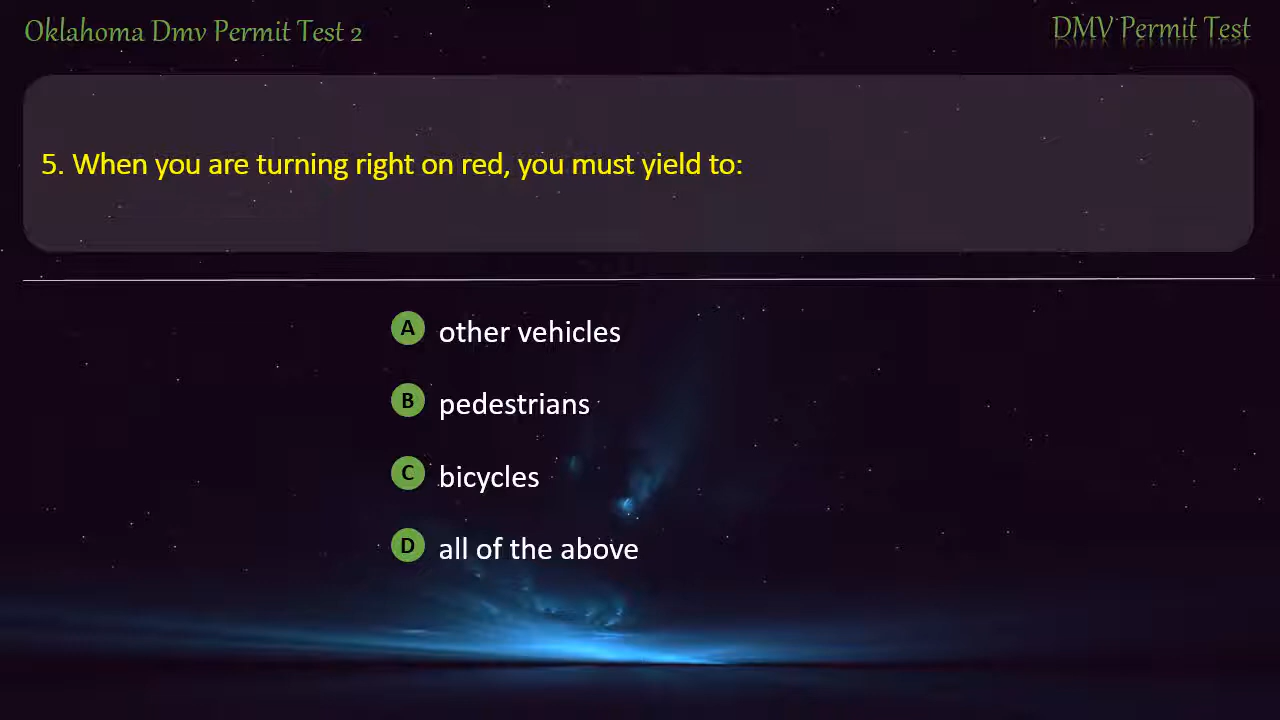 Oklahoma Dmv Permit Test 2
DMV Permit Test
5. When you are turning right on red, you must yield to:
A other vehicles
B pedestrians
C bicycles
D all of the above